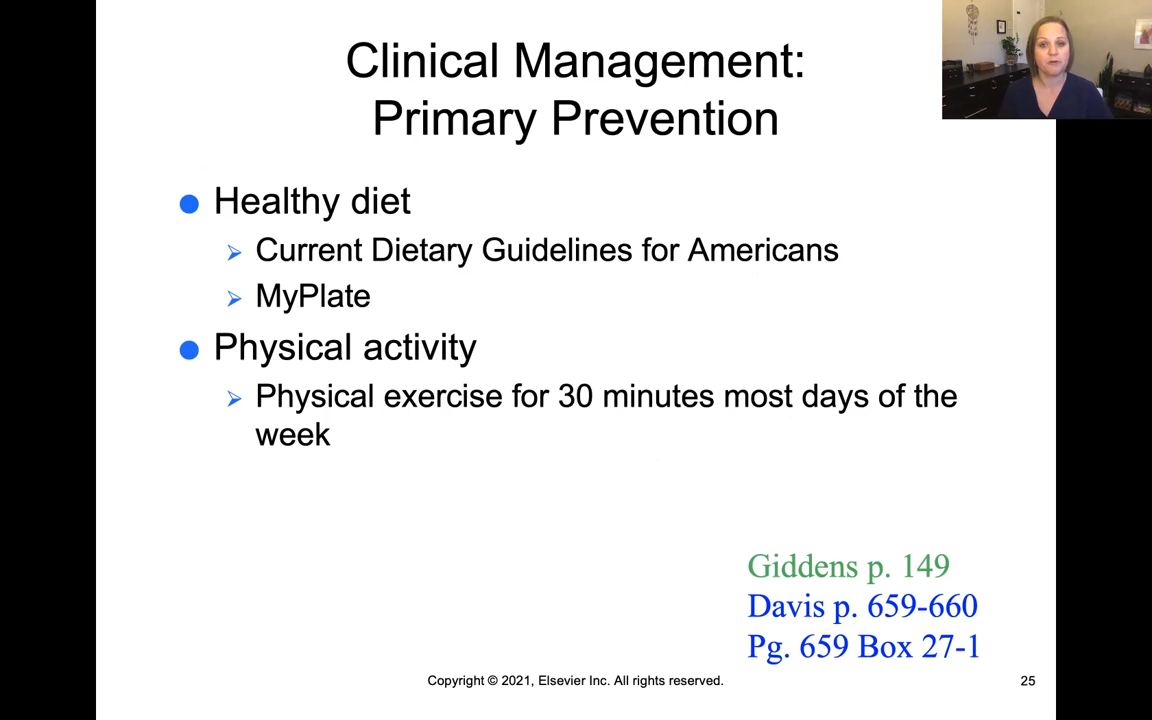 Clinical Management:
Primary Prevention
Healthy diet
Current Dietary Guidelines for Americans
MyPlate
Physical activity
Physical exercise for 30 minutes most days of the
week
Giddens p. 149
Davis p. 659-660
Pg. 659 Box 27-1
Copyright © 2021, Elsevier Inc. All rights reserved.
25